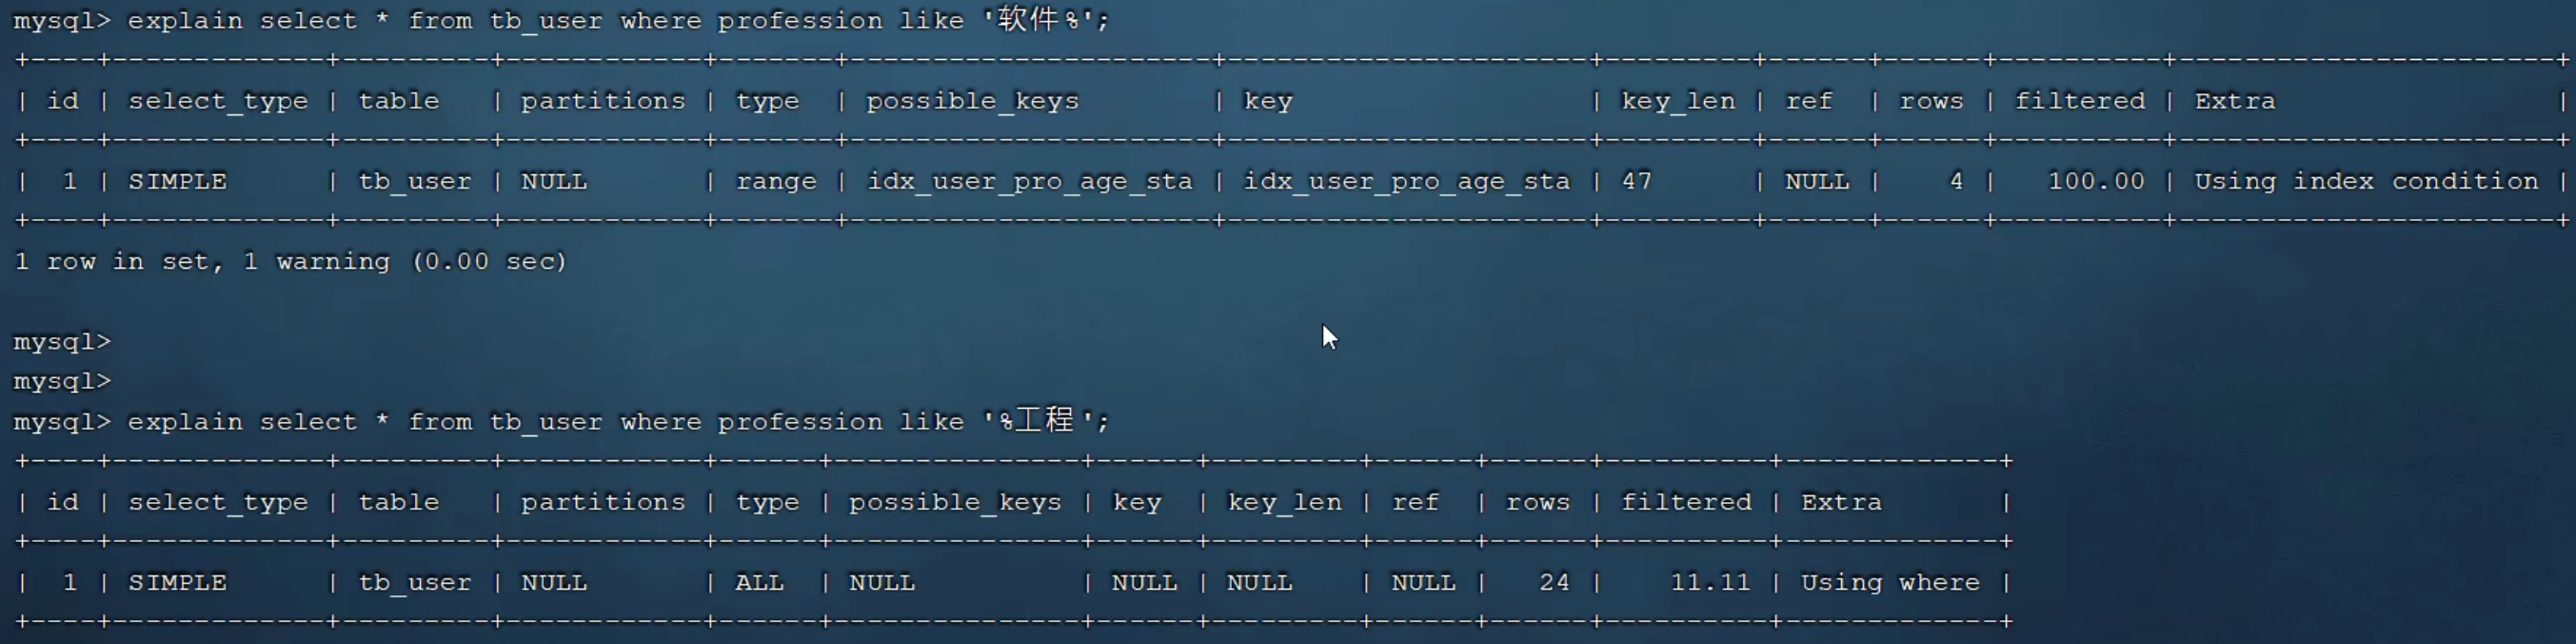 mysql> explain select * from tb_user where profession like '软件%';
+----+-------------+---------+------------+-------+----------------------+----------------------+---------+------+------+----------+-----------------------+
| id | select_type | table   | partitions | type  | possible_keys        | key                  | key_len | ref  | rows | filtered | Extra                 |
+----+-------------+---------+------------+-------+----------------------+----------------------+---------+------+------+----------+-----------------------+
|  1 | SIMPLE      | tb_user | NULL       | range | idx_user_pro_age_sta | idx_user_pro_age_sta | 47      | NULL |    4 |   100.00 | Using index condition |
+----+-------------+---------+------------+-------+----------------------+----------------------+---------+------+------+----------+-----------------------+
1 row in set, 1 warning (0.00 sec)
mysql>
mysql>
mysql> explain select * from tb_user where profession like '%工程';
+----+-------------+---------+------------+------+---------------+------+---------+------+------+----------+-------------+
| id | select_type | table   | partitions | type | possible_keys | key  | key_len | ref  | rows | filtered | Extra       |
+----+-------------+---------+------------+------+---------------+------+---------+------+------+----------+-------------+
|  1 | SIMPLE      | tb_user | NULL       | ALL  | NULL          | NULL | NULL    | NULL |   24 |    11.11 | Using where |
+----+-------------+---------+------------+------+---------------+------+---------+------+------+----------+-------------+